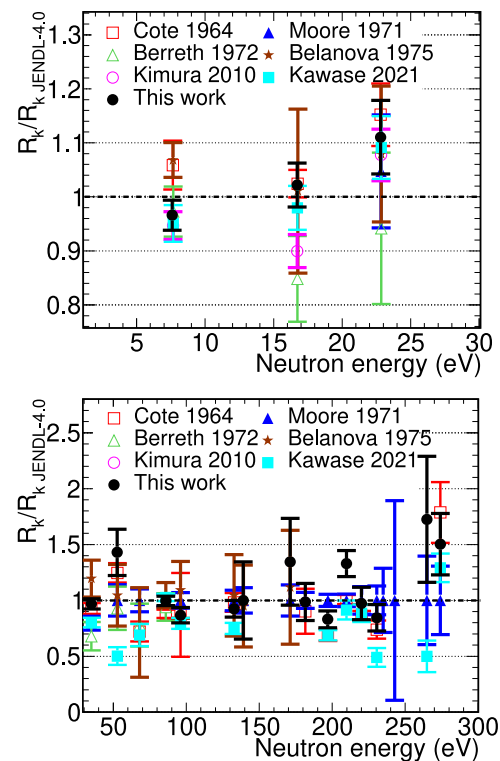 R_k/R_k JENDL-4.0
1.3
1.2
1.1
1
0.9
0.8
Cote 1964 Moore 1971
Berreth 1972 Belanova 1975
Kimura 2010 Kawase 2021
This work
5 10 15 20 25 30
Neutron energy (eV)
R_k/R_k JENDL-4.0
2.5
2
1.5
1
0.5
0
Cote 1964 Moore 1971
Berreth 1972 Belanova 1975
Kimura 2010 Kawase 2021
This work
50 100 150 200 250 300
Neutron energy (eV)